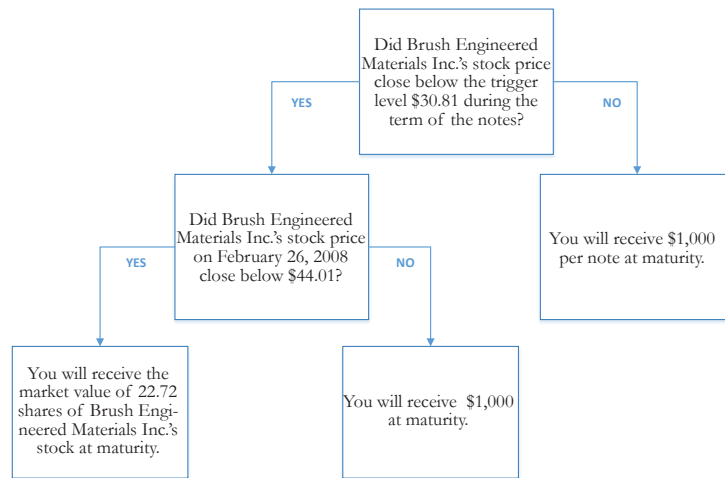 Did Brush Engineered
Materials Inc.'s stock price
close below the trigger
level $30.81 during the
term of the notes?
YES
NO
Did Brush Engineered
Materials Inc.'s stock price
on February 26, 2008
close below $44.01?
You will receive $1,000
per note at maturity.
YES
NO
You will receive the
market value of 22.72
shares of Brush Engi-
neered Materials Inc.'s
stock at maturity.
You will receive $1,000
at maturity.